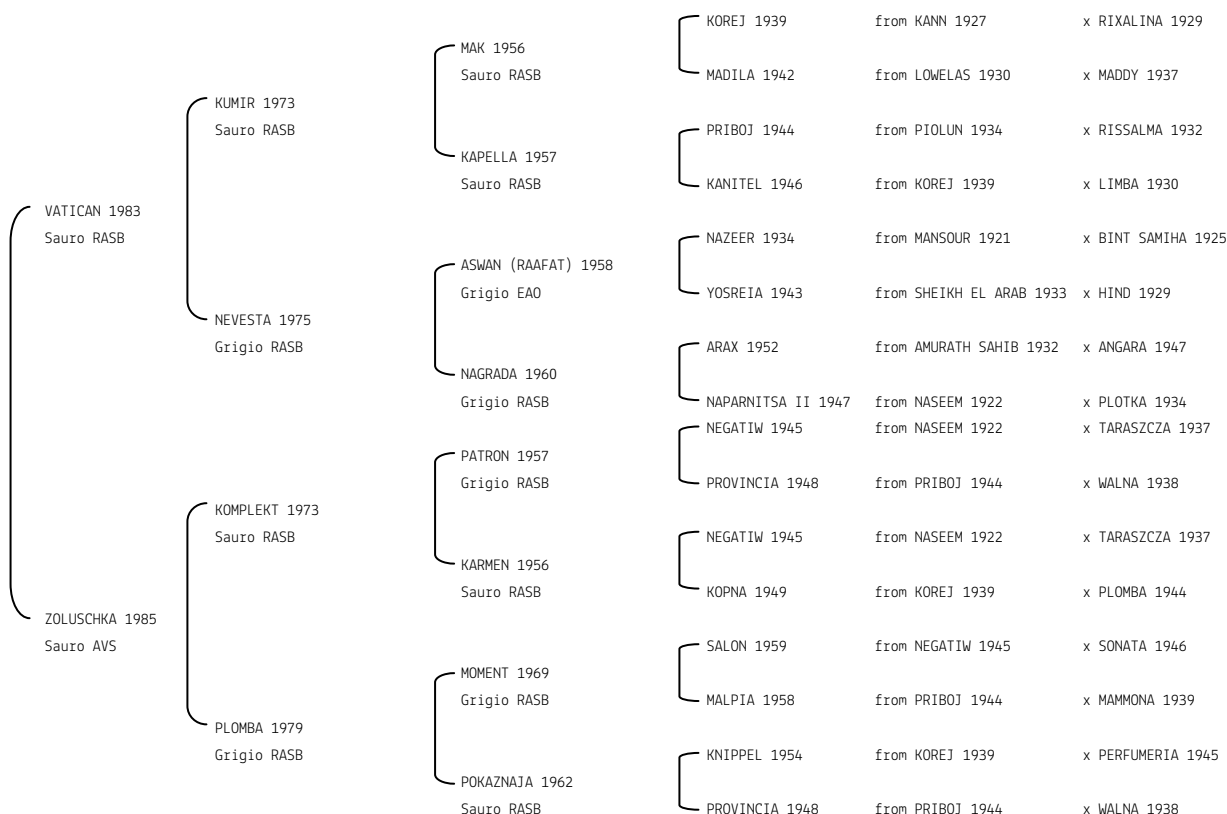 KOREJ 1939 from KANN 1927 x RIXALINA 1929
MAK 1956
Sauro RASB
MADILA 1942 from LOWELAS 1930 x MADDY 1937
KUMIR 1973
Sauro RASB
PRIBOJ 1944 from PIOLUN 1934 x RISSALMA 1932
KAPELLA 1957
Sauro RASB
KANITEL 1946 from KOREJ 1939 x LIMBA 1930
VATICAN 1983
Sauro RASB
NAZEER 1934 from MANSOUR 1921 x BINT SAMIHA 1925
ASWAN (RAAFAT) 1958
Grigio EAO
YOSREIA 1943 from SHEIKH EL ARAB 1933 x HIND 1929
NEVESTA 1975
Grigio RASB
ARAX 1952 from AMURATH SAHIB 1932 x ANGARA 1947
NAGRADA 1960
Grigio RASB
NAPARNITSA II 1947 from NASEEM 1922 x PLOTKA 1934
NEGATIW 1945 from NASEEM 1922 x TARASZCZA 1937
PATRON 1957
Grigio RASB
PROVINCIA 1948 from PRIBOJ 1944 x WALNA 1938
KOMPLEKT 1973
Sauro RASB
NEGATIW 1945 from NASEEM 1922 x TARASZCZA 1937
KARMEN 1956
Sauro RASB
KOPNA 1949 from KOREJ 1939 x PLOMBA 1944
ZOLUSCHKA 1985
Sauro AVS
SALON 1959 from NEGATIW 1945 x SONATA 1946
MOMENT 1969
Grigio RASB
MALPIA 1958 from PRIBOJ 1944 x MAMMONA 1939
PLOMBA 1979
Grigio RASB
KNIPPEL 1954 from KOREJ 1939 x PERFUMERIA 1945
POKAZNAJA 1962
Sauro RASB
PROVINCIA 1948 from PRIBOJ 1944 x WALNA 1938